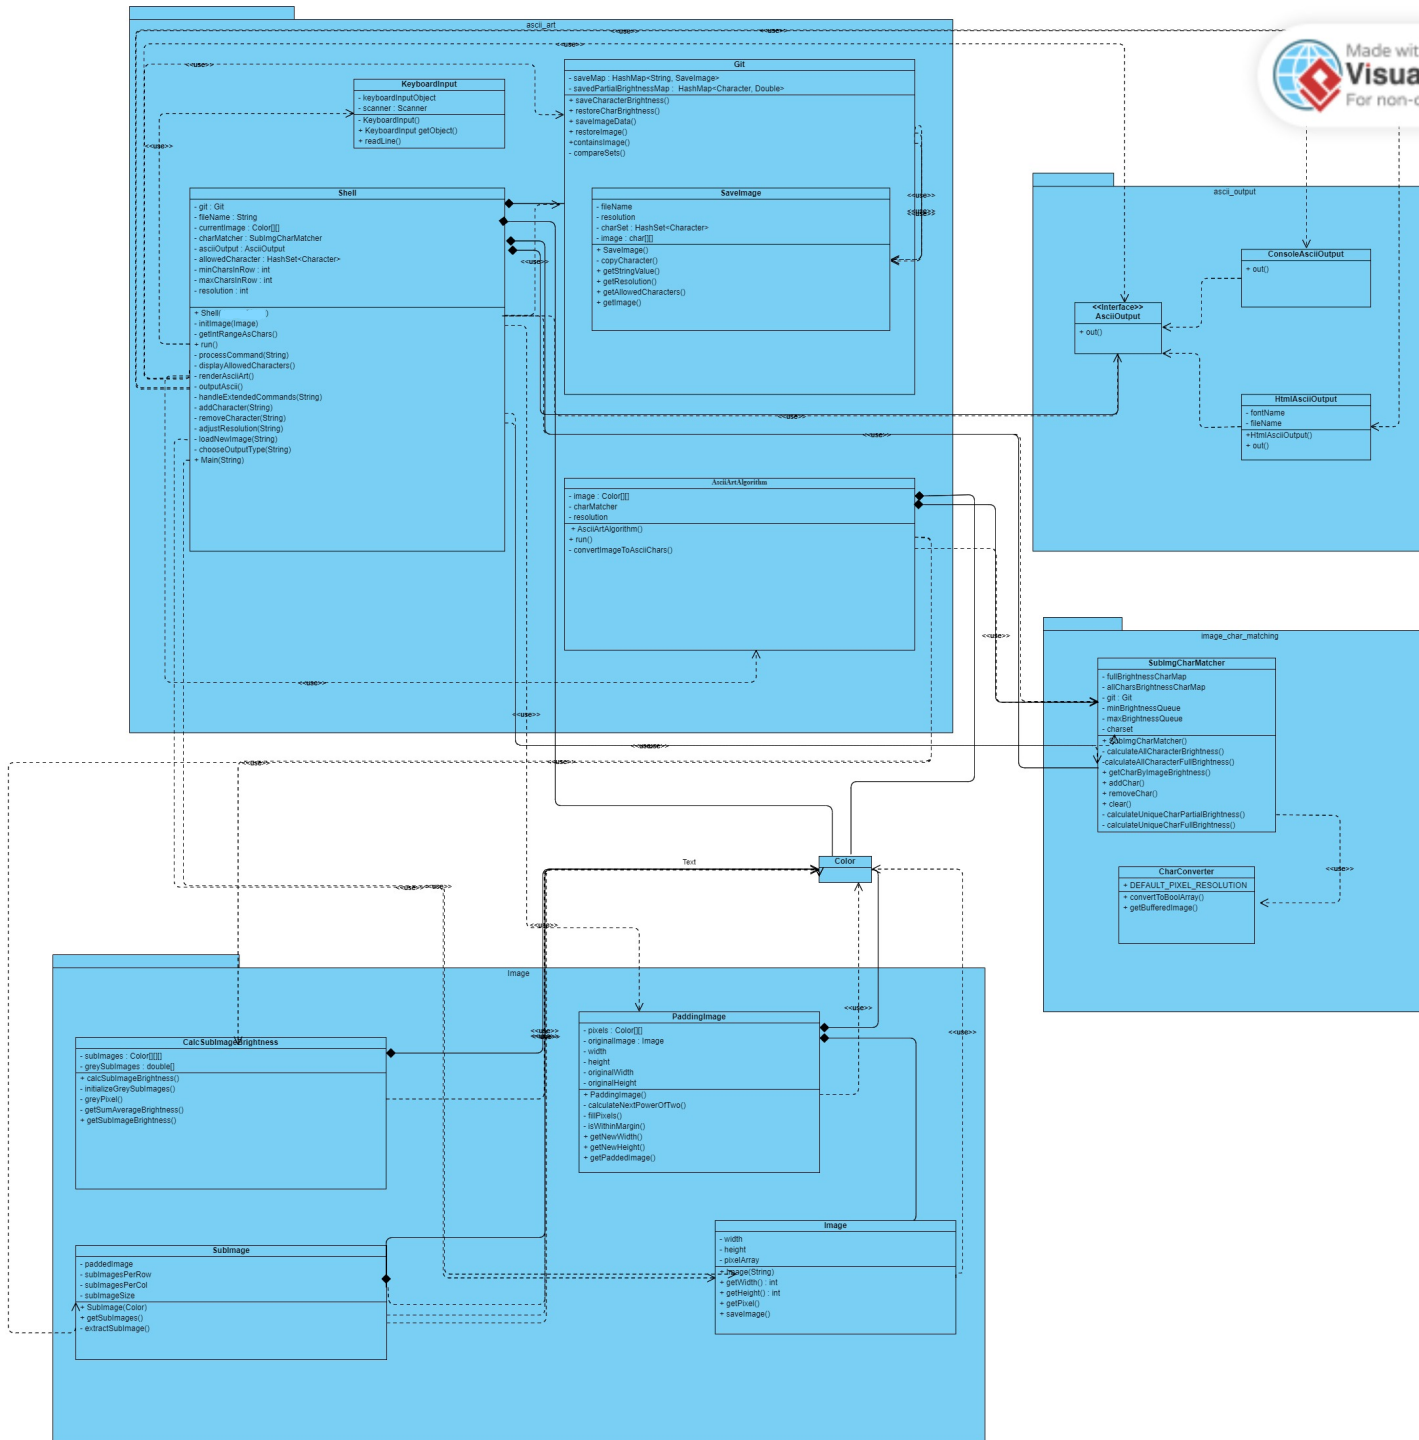 ascii_art
<<use>>
<<use>>
<<use>>
<<use>>
Made wit
Visua
For non-c
Git
- saveMap : HashMap<String, SaveImage>
- savedPartialBrightnessMap : HashMap<Character, Double>
+ saveCharacterBrightness()
+ restoreCharBrightness()
+ saveImageData()
+ restoreImage()
+containsImage()
- compareSets()
KeyboardInput
- keyboardInputObject
- scanner : Scanner
- KeyboardInput()
+ KeyboardInput getObject()
+ readLine()
<<use>>
Shell
- git : Git
- fileName : String
- currentImage : Color[][]
- charMatcher : SubImgCharMatcher
- asciiOutput : AsciiOutput
- allowedCharacter : HashSet<Character>
- minCharsInRow : int
- maxCharsInRow : int
- resolution : int
+ Shell( )
- initImage(Image)
- getIntRangeAsChars()
+ run()
- processCommand(String)
- displayAllowedCharacters()
- renderAsciiArt()
- outputAscii()
- handleExtendedCommands(String)
- addCharacter(String)
- removeCharacter(String)
- adjustResolution(String)
- loadNewImage(String)
- chooseOutputType(String)
+ Main(String)
SaveImage
- fileName
- resolution
- charSet : HashSet<Character>
- image : char[][]
+ SaveImage()
- copyCharacter()
+ getStringValue()
+ getResolution()
+ getAllowedCharacters()
+ getImage()
<<use>>
<<use>>
<<use>>
ascii_output
ConsoleAsciiOutput
+ out()
<<Interface>>
AsciiOutput
+ out()
HtmlAsciiOutput
- fontName
- fileName
+HtmlAsciiOutput()
+ out()
<<use>>
<<use>>
AsciiArtAlgorithm
- image : Color[][]
- charMatcher
- resolution
+ AsciiArtAlgorithm()
+ run()
- convertImageToAsciiChars()
<<use>>
<<use>>
<<use>>
image_char_matching
SubImgCharMatcher
- fullBrightnessCharMap
- allCharsBrightnessCharMap
- git : Git
- minBrightnessQueue
- maxBrightnessQueue
- charset
+ SubImgCharMatcher()
- calculateAllCharacterBrightness()
-calculateAllCharacterFullBrightness()
+ getCharByImageBrightness()
+ addChar()
+ removeChar()
+ clear()
- calculateUniqueCharPartialBrightness()
- calculateUniqueCharFullBrightness()
<<use>>
<<use>>
Text
Color
<<use>>
CharConverter
+ DEFAULT_PIXEL_RESOLUTION
+ convertToBoolArray()
+ getBufferedImage()
<<use>>
Image
<<use>>
<<use>>
<<use>>
CalcSubImageBrightness
- subImages : Color[][][]
- greySubImages : double[]
+ calcSubImageBrightness()
- initializeGreySubImages()
- greyPixel()
- getSumAverageBrightness()
+ getSubImageBrightness()
PaddingImage
- pixels : Color[][]
- originalImage : Image
- width
- height
- originalWidth
- originalHeight
+ PaddingImage()
- calculateNextPowerOfTwo()
- fillPixels()
- isWithinMargin()
+ getNewWidth()
+ getNewHeight()
+ getPaddedImage()
SubImage
- paddedImage
- subImagesPerRow
- subImagesPerCol
- subImageSize
+ SubImage(Color)
+ getSubImages()
- extractSubImage()
Image
- width
- height
- pixelArray
+ Image(String)
+ getWidth() : int
+ getHeight() : int
+ getPixel()
+ saveImage()